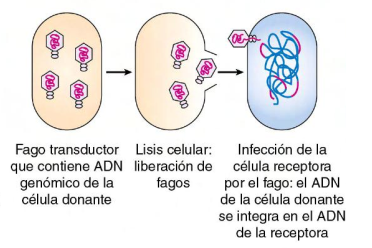 Fago transductor
que contiene ADN
genómico de la
célula donante
Lisis celular:
liberación de
fagos
Infección de la
célula receptora
por el fago: el ADN
de la célula donante
se integra en el ADN
de la receptora